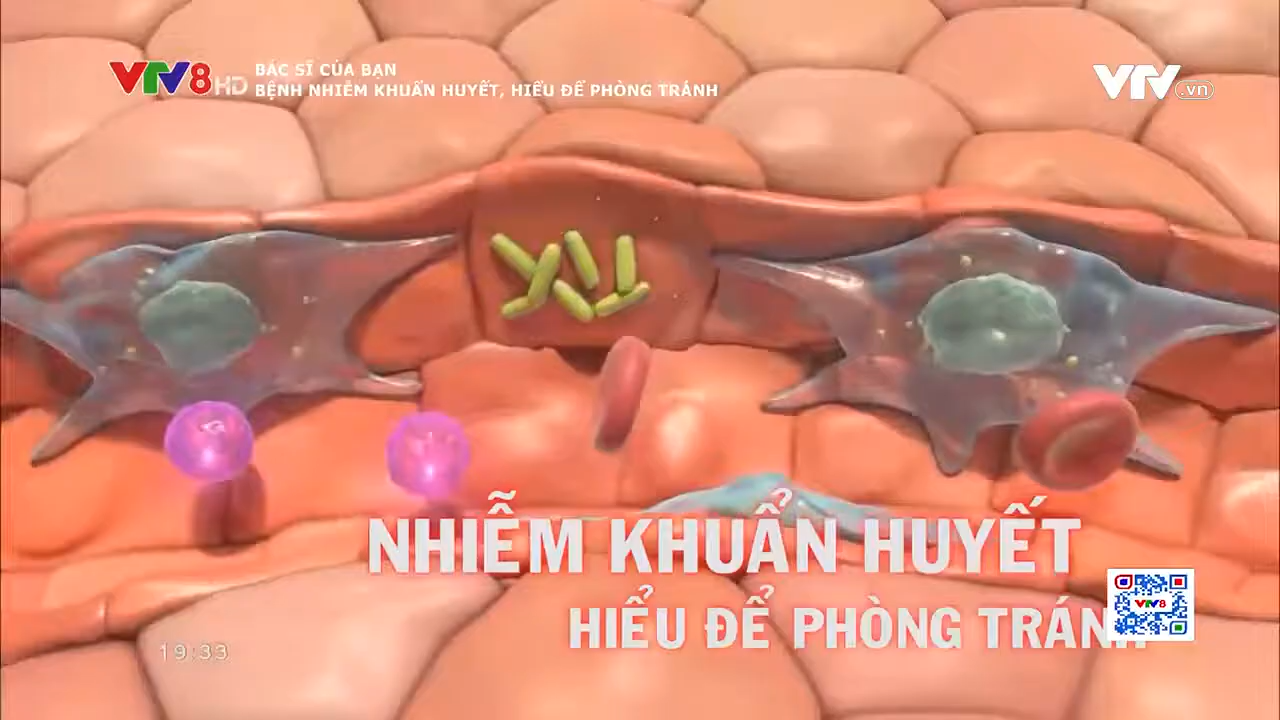 VTV8 HD
BÁC SĨ CỦA BẠN
BỆNH NHIỄM KHUẨN HUYẾT, HIỂU ĐỂ PHÒNG TRÁNH
VTV.vn
NHIỄM KHUẨN HUYẾT
HIỂU ĐỂ PHÒNG TRÁNH
VTV8
19:33